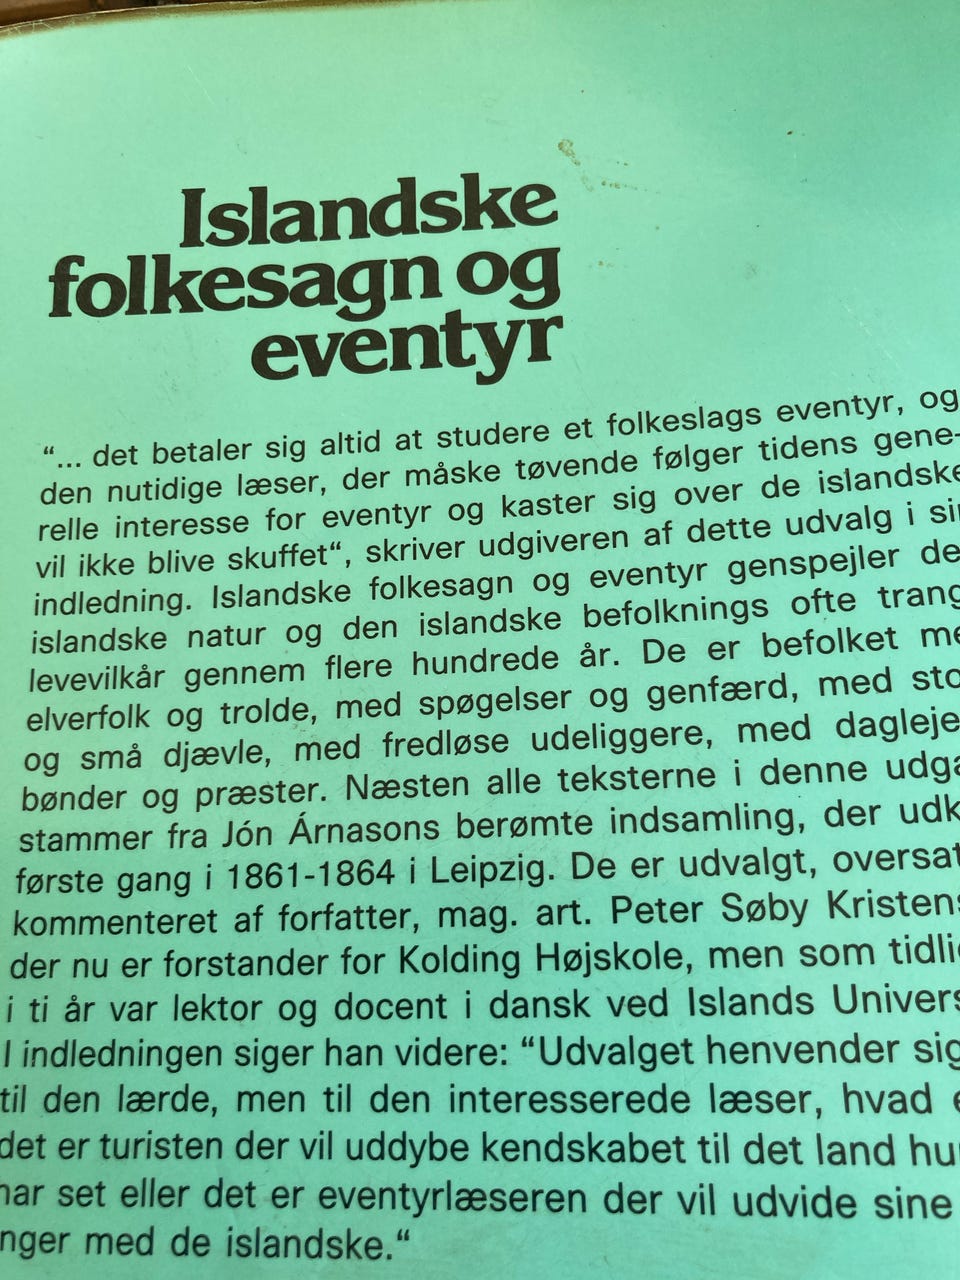 Islandske
folkesagn og
eventyr
“... det betaler sig altid at studere et folkeslags eventyr, og
den nutidige læser, der måske tøvende følger tidens gene-
relle interesse for eventyr og kaster sig over de islandske
vil ikke blive skuffet“, skriver udgiveren af dette udvalg i
indledning. Islandske folkesagn og eventyr genspejler
islandske natur og den islandske befolknings ofte
levevilkår gennem flere hundrede år. De er befolket
elverfolk og trolde, med spøgelser og genfærd, med
og små djævle, med fredløse udeliggere, med
bønder og præster. Næsten alle teksterne i denne
stammer fra Jón Árnasons berømte indsamling, der
første gang i 1861-1864 i Leipzig. De er udvalgt,
kommenteret af forfatter, mag. art. Peter Søby
der nu er forstander for Kolding Højskole, men som
i ti år var lektor og docent i dansk ved Islands
I indledningen siger han videre: “Udvalget henvender sig
til den lærde, men til den interesserede læser, hvad
det er turisten der vil uddybe kendskabet til det land
har set eller det er eventyrlæseren der vil udvide sine
med de islandske.“